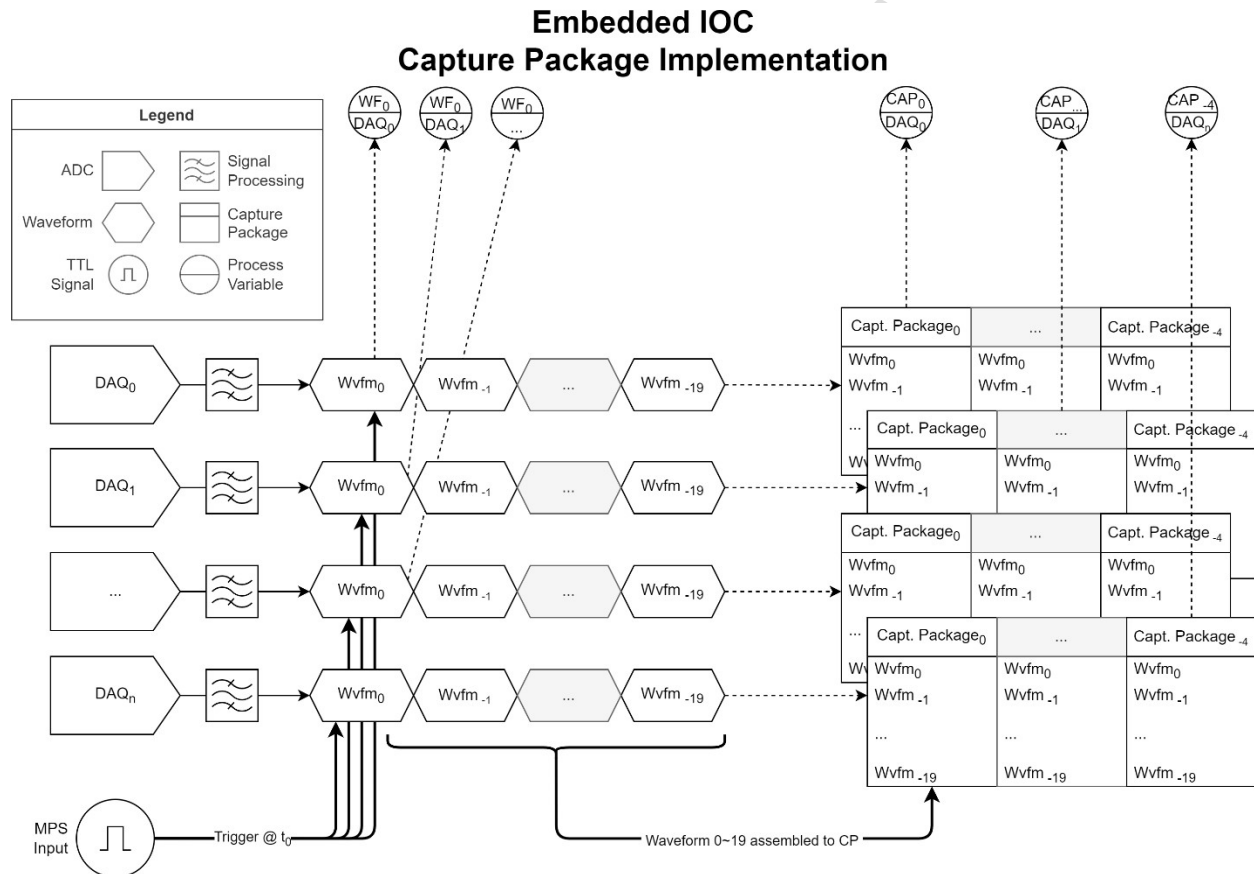 Embedded IOC
Capture Package Implementation
Legend
ADC
Signal
Processing
Waveform
Capture
Package
TTL
Signal
Process
Variable
WF0
DAQ0
WF0
DAQ1
WF0
...
CAP0
DAQ0
CAP...
DAQ1
CAP-4
DAQn
DAQ0
Wvfm0
Wvfm-1
...
Wvfm-19
DAQ1
Wvfm0
Wvfm-1
...
Wvfm-19
...
Wvfm0
Wvfm-1
...
Wvfm-19
DAQn
Wvfm0
Wvfm-1
...
Wvfm-19
Capt. Package0
...
Capt. Package-4
Wvfm0
Wvfm0
Wvfm0
Wvfm-1
Wvfm-1
Wvfm-1
...
Capt. Package0
...
Capt. Package-4
Wvfm0
Wvfm0
Wvfm0
Wvfm-1
Wvfm-1
Wvfm-1
Capt. Package0
...
Capt. Package-4
Wvfm0
Wvfm0
Wvfm0
Wvfm-1
Wvfm-1
Wvfm-1
...
Capt. Package0
...
Capt. Package-4
Wvfm0
Wvfm0
Wvfm0
Wvfm-1
Wvfm-1
Wvfm-1
...
...
...
Wvfm-19
Wvfm-19
Wvfm-19
MPS
Input
Trigger @ t0
Waveform 0~19 assembled to CP